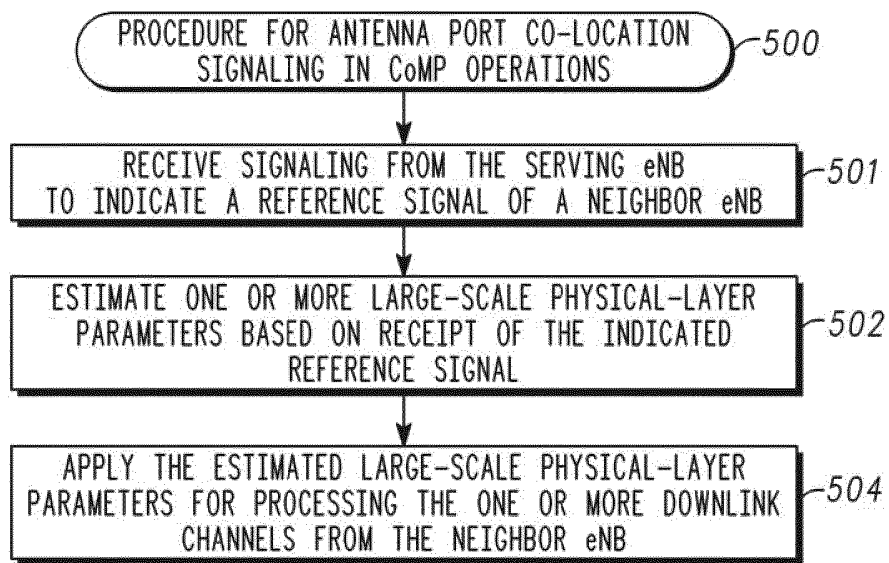 PROCEDURE FOR ANTENNA PORT CO-LOCATION
SIGNALING IN CoMP OPERATIONS
500
RECEIVE SIGNALING FROM THE SERVING eNB
TO INDICATE A REFERENCE SIGNAL OF A NEIGHBOR eNB
501
ESTIMATE ONE OR MORE LARGE-SCALE PHYSICAL-LAYER
PARAMETERS BASED ON RECEIPT OF THE INDICATED
REFERENCE SIGNAL
502
APPLY THE ESTIMATED LARGE-SCALE PHYSICAL-LAYER
PARAMETERS FOR PROCESSING THE ONE OR MORE DOWNLINK
CHANNELS FROM THE NEIGHBOR eNB
504